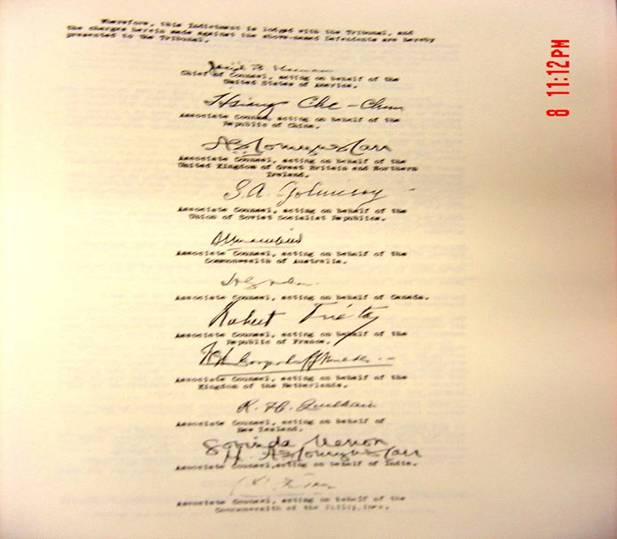 Wherefore, this Indictment is lodged with the Tribunal, and
the charges herein made against the above-named Defendants are hereby
presented to the Tribunal.
Chief of Counsel, acting on behalf of the
United States of America.
Hsiang Che-Chun
Associate Counsel, acting on behalf of the
Republic of China.
Associate Counsel, acting on behalf of the
United Kingdom of Great Britain and Northern
Ireland.
S.A. Golunsky
Associate Counsel, acting on behalf of the
Union of Soviet Socialist Republics.
Associate Counsel, acting on behalf of the
Commonwealth of Australia.
Associate Counsel, acting on behalf of Canada.
Robert
Associate Counsel, acting on behalf of the
Republic of France.
Associate Counsel, acting on behalf of the
Kingdom of the Netherlands.
Associate Counsel, acting on behalf of
New Zealand.
Govinda Menon
Associate Counsel, acting on behalf of India.
Associate Counsel, acting on behalf of the
Commonwealth of the
8 11:12PM